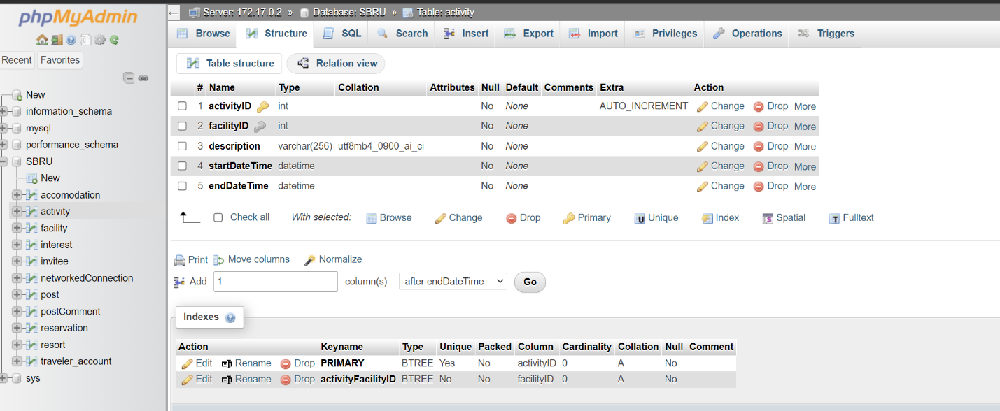 phpMyAdmin
Recent Favorites
New
information_schema
mysql
performance_schema
SBRU
New
accomodation
activity
facility
interest
invitee
networkedConnection
post
postComment
reservation
resort
traveler_account
sys
← Server: 172.17.0.2 » Database: SBRU » Table: activity
Browse Structure SQL Search Insert Export Import Privileges Operations Triggers
Table structure Relation view
# Name Type Collation Attributes Null Default Comments Extra Action
1 activityID int No None AUTO_INCREMENT Change Drop More
2 facilityID int No None Change Drop More
3 description varchar(256) utf8mb4_0900_ai_ci No None Change Drop More
4 startDateTime datetime No None Change Drop More
5 endDateTime datetime No None Change Drop More
Check all With selected: Browse Change Drop Primary Unique Index Spatial Fulltext
Print Move columns Normalize
Add 1 column(s) after endDateTime Go
Indexes
Action Keyname Type Unique Packed Column Cardinality Collation Null Comment
Edit Rename Drop PRIMARY BTREE Yes No activityID 0 A No
Edit Rename Drop activityFacilityID BTREE No No facilityID 0 A No